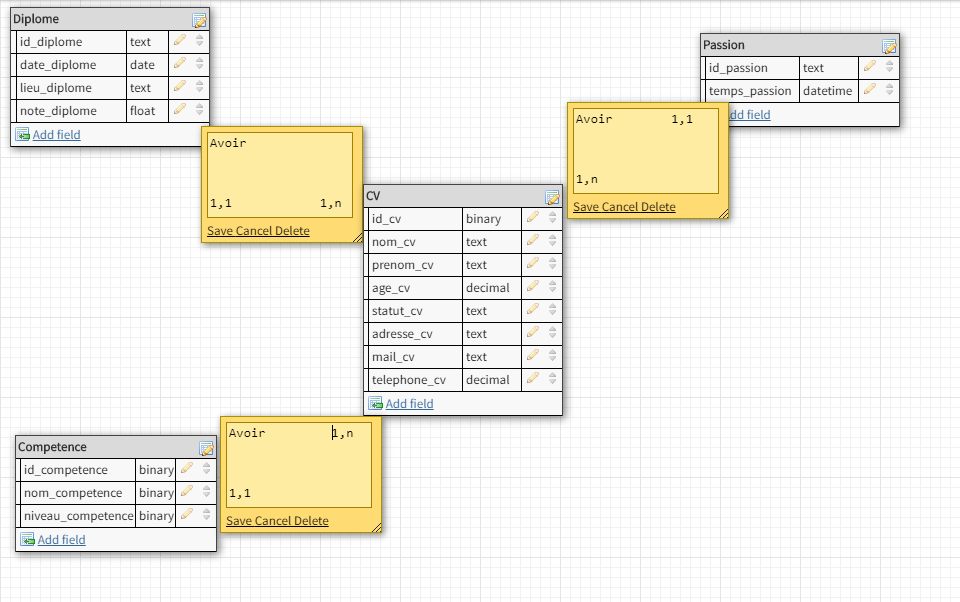 Diplome
id_diplome text
date_diplome date
lieu_diplome text
note_diplome float
Add field
Passion
id_passion text
temps_passion datetime
dd field
Avoir
1,1 1,n
Save Cancel Delete
Avoir 1,1
1,n
Save Cancel Delete
CV
id_cv binary
nom_cv text
prenom_cv text
age_cv decimal
statut_cv text
adresse_cv text
mail_cv text
telephone_cv decimal
Add field
Competence
id_competence binary
nom_competence binary
niveau_competence binary
Add field
Avoir 1,n
1,1
Save Cancel Delete